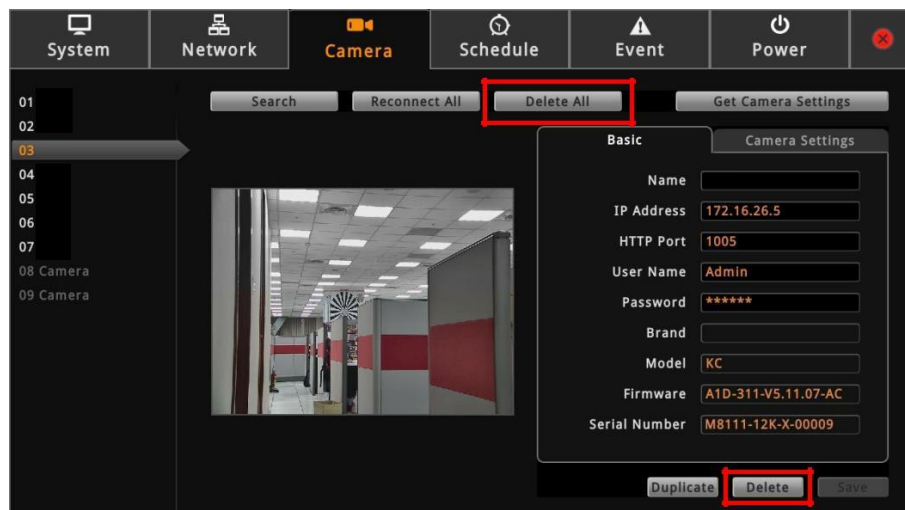 System Network Camera Schedule Event Power
Search Reconnect All Delete All Get Camera Settings
01
02
03
04
05
06
07
08 Camera
09 Camera
Basic Camera Settings
Name
IP Address 172.16.26.5
HTTP Port 1005
User Name Admin
Password ******
Brand
Model KC
Firmware A1D-311-V5.11.07-AC
Serial Number M8111-12K-X-00009
Duplicate Delete Save